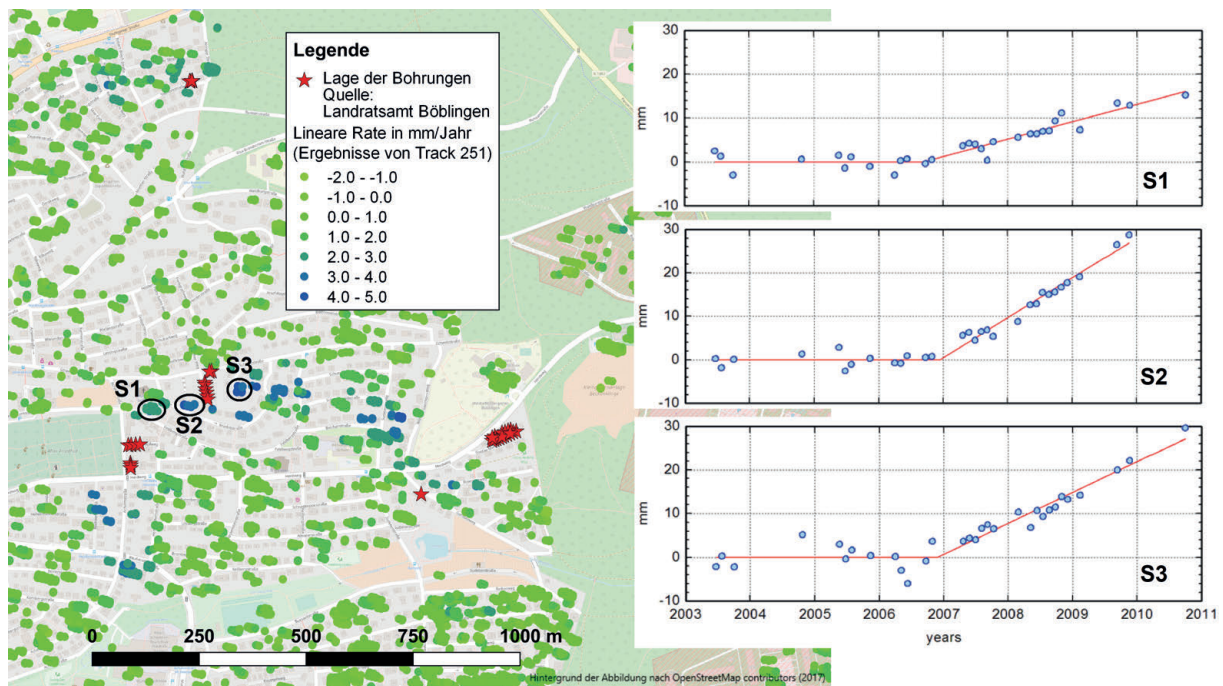 Legende
Lage der Bohrungen
Quelle:
Landratsamt Böblingen
Lineare Rate in mm/Jahr
(Ergebnisse von Track 251)
-2.0 - -1.0
-1.0 - 0.0
0.0 - 1.0
1.0 - 2.0
2.0 - 3.0
3.0 - 4.0
4.0 - 5.0
S1
S2
S3
0 250 500 1000 m
Hintergrund der Abbildung nach OpenStreetMap contributors (2017)
30
20
10
0
-10
mm
S1
30
20
10
0
-10
mm
S2
30
20
10
0
-10
mm
S3
2003 2004 2005 2006 2007 2008 2009 2010 2011
years